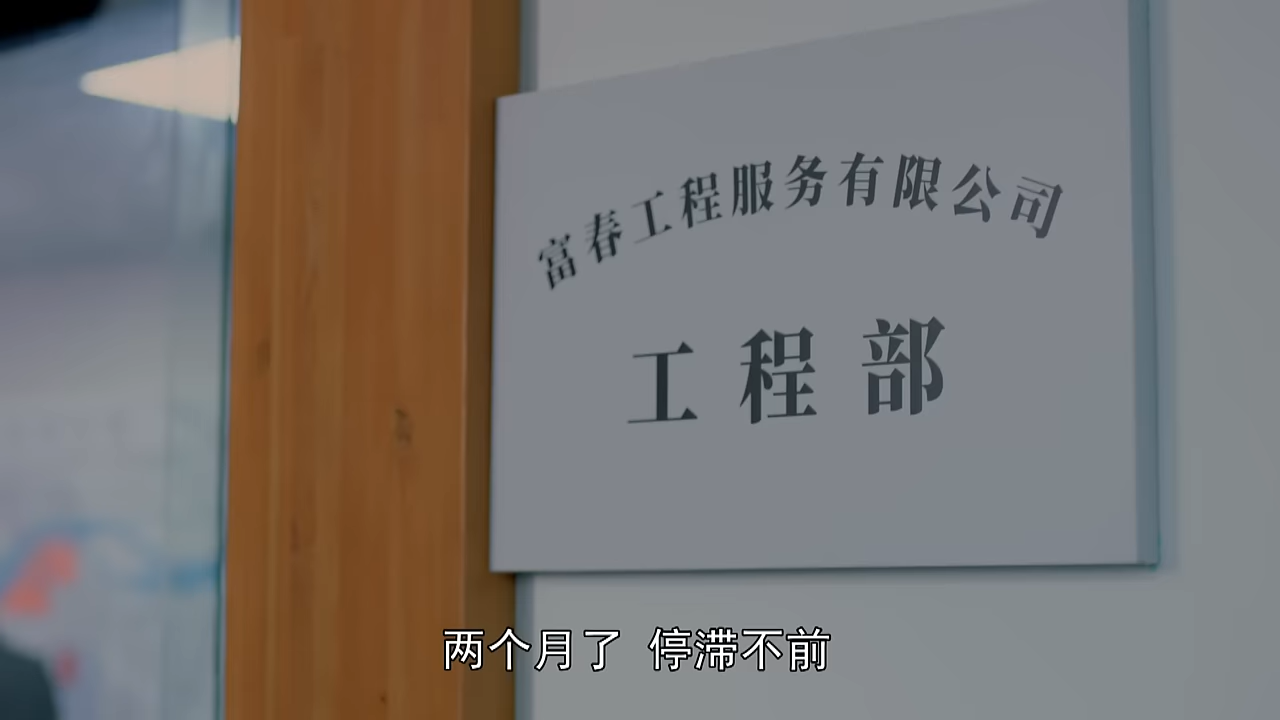 富春工程服务有限公司
工程部
两个月了 停滞不前